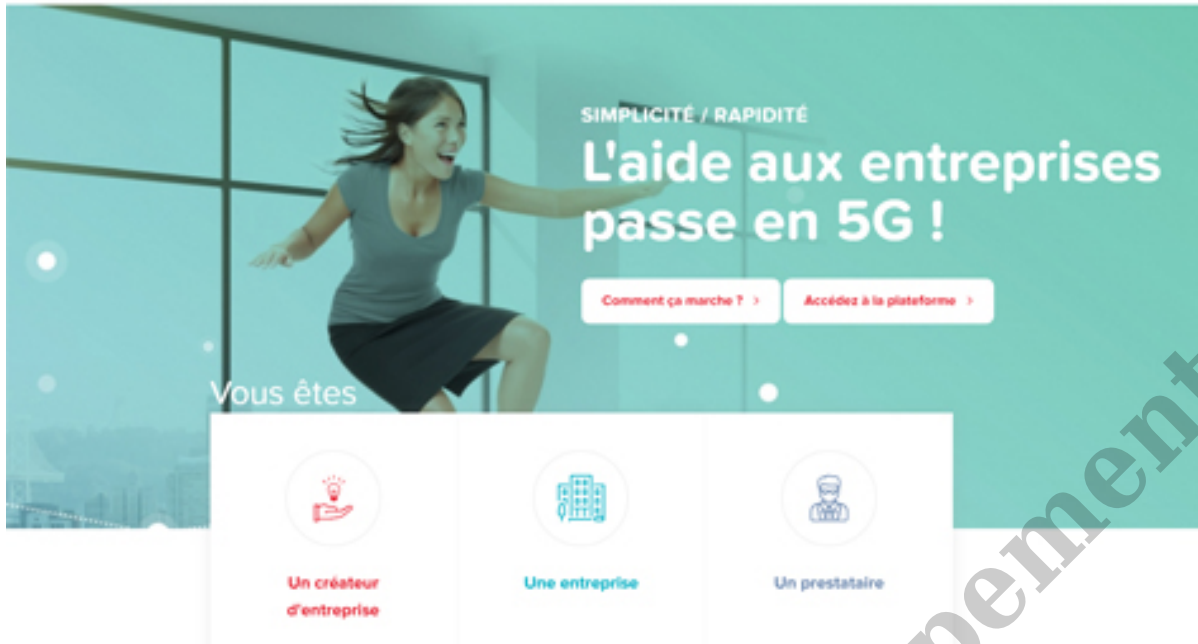 SIMPLICITÉ / RAPIDITÉ
L'aide aux entreprises
passe en 5G !
Comment ça marche ? >
Accédez à la plateforme >
Vous êtes
Un créateur
d'entreprise
Une entreprise
Un prestataire
pement